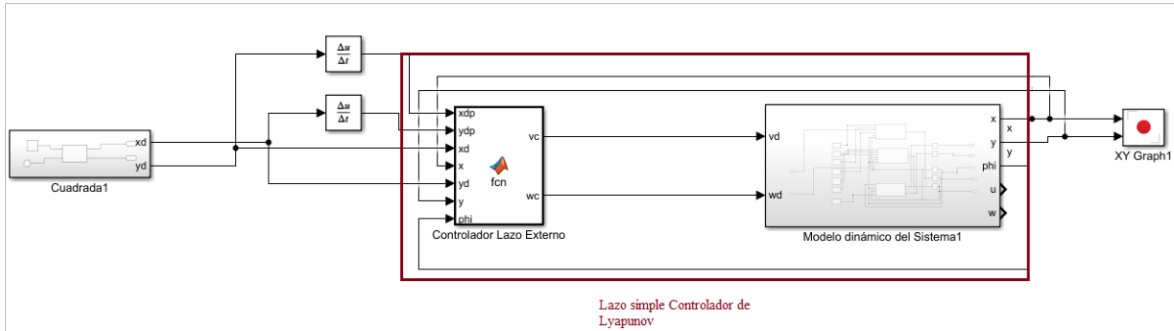 Δu
Δt
Δu
Δt
xd
yd
Cuadrada1
xdp
ydp
xd
x
yd
y
phi
fcn
vc
wc
Controlador Lazo Externo
vd
wd
x
y
phi
u
w
Modelo dinámico del Sistema1
x
y
XY Graph1
Lazo simple Controlador de
Lyapunov